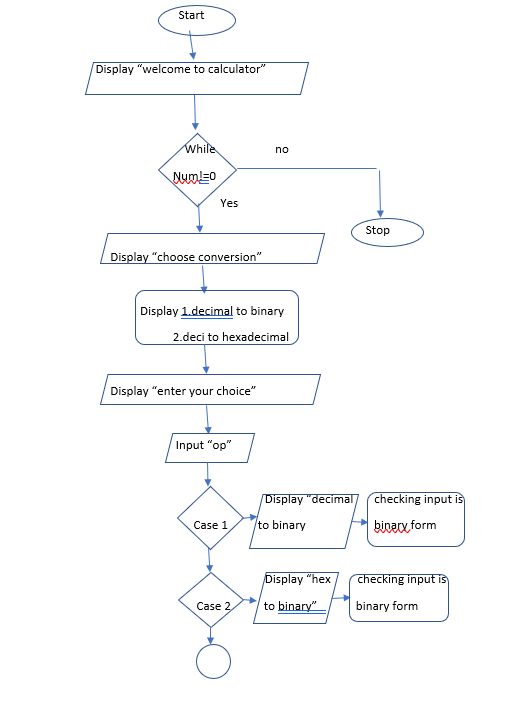 Start
Display “welcome to calculator”
While
Num!=0
no
Yes
Stop
Display “choose conversion”
Display 1.decimal to binary
2.deci to hexadecimal
Display “enter your choice”
Input “op”
Case 1
Display “decimal
to binary
checking input is
binary form
Case 2
Display “hex
to binary”
checking input is
binary form